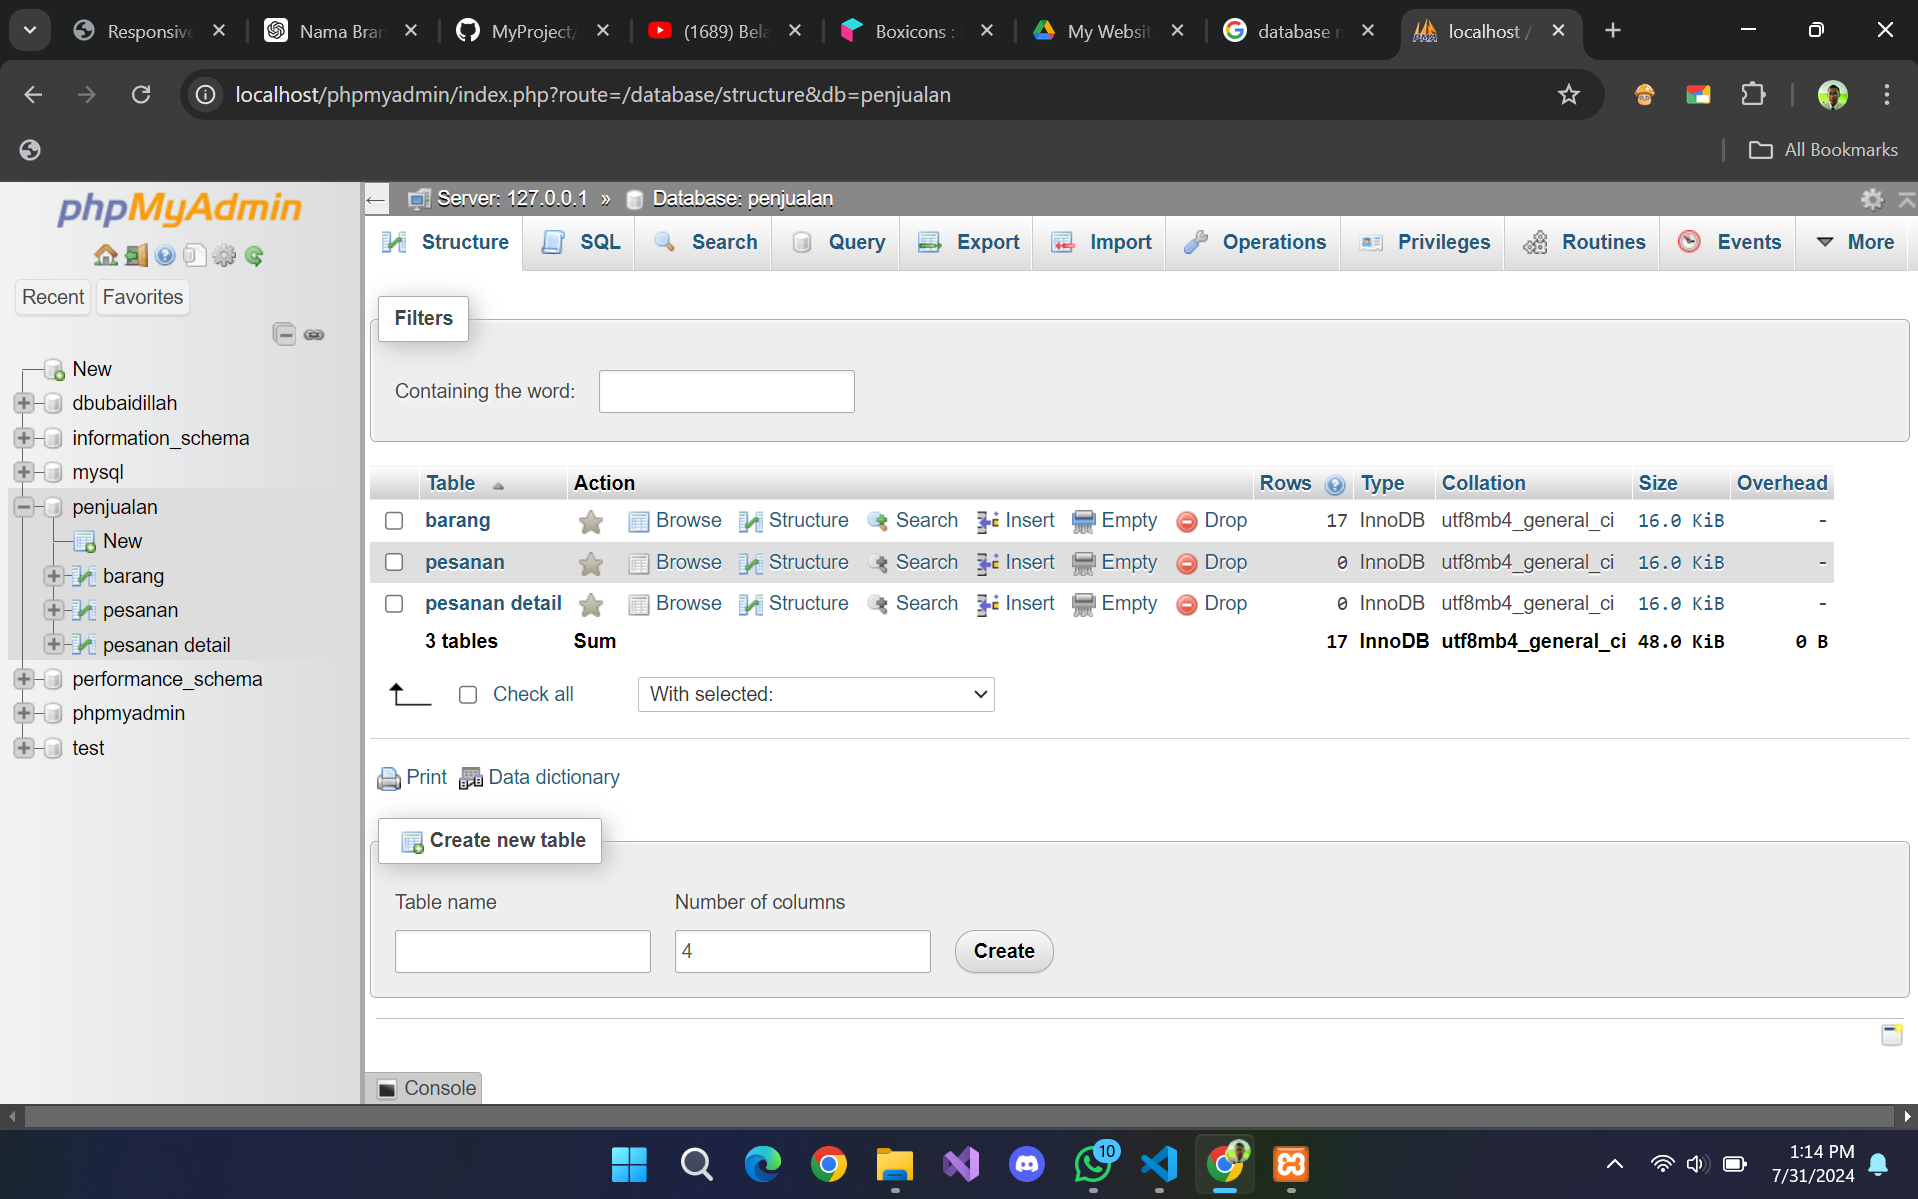 Responsive
Nama Bran
MyProject/
(1689) Bela
Boxicons :
My Websit
database n
localhost /
localhost/phpmyadmin/index.php?route=/database/structure&db=penjualan
All Bookmarks
phpMyAdmin
Recent
Favorites
New
dbubaidillah
information_schema
mysql
penjualan
New
barang
pesanan
pesanan detail
performance_schema
phpmyadmin
test
Server: 127.0.0.1 » Database: penjualan
Structure SQL Search Query Export Import Operations Privileges Routines Events More
Filters
Containing the word:
Table Action Rows Type Collation Size Overhead
barang Browse Structure Search Insert Empty Drop 17 InnoDB utf8mb4_general_ci 16.0 KiB -
pesanan Browse Structure Search Insert Empty Drop 0 InnoDB utf8mb4_general_ci 16.0 KiB -
pesanan detail Browse Structure Search Insert Empty Drop 0 InnoDB utf8mb4_general_ci 16.0 KiB -
3 tables Sum 17 InnoDB utf8mb4_general_ci 48.0 KiB 0 B
Check all With selected:
Print Data dictionary
Create new table
Table name Number of columns
4 Create
Console
10
1:14 PM
7/31/2024